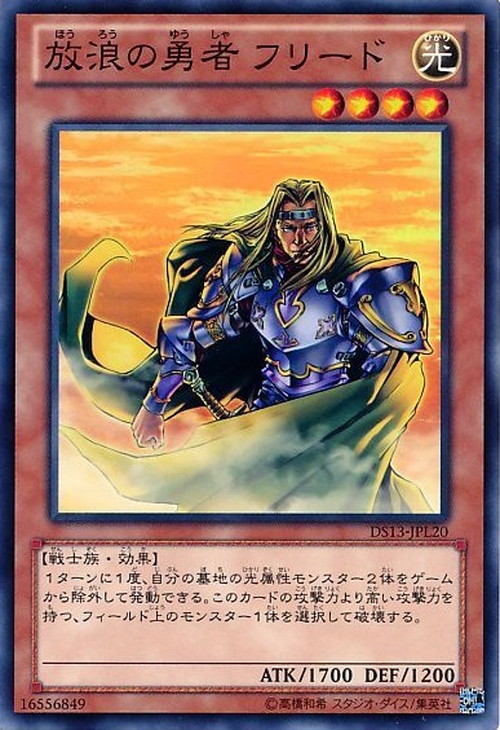 放浪の勇者 フリード
光
DS13-JPL20
【戦士族・効果】
1ターンに1度、自分の墓地の光属性モンスター2体をゲーム
から除外して発動できる。このカードの攻撃力より高い攻撃力を
持つ、フィールド上のモンスター1体を選択して破壊する。
ATK/1700 DEF/1200
16556849
©高橋和希 スタジオ・ダイス/集英社